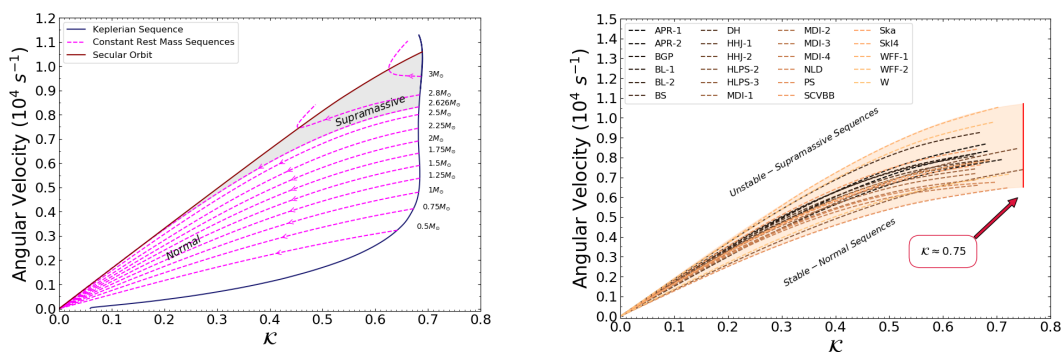 Keplerian Sequence
Constant Rest Mass Sequences
Secular Orbit
Supramassive
Normal
3M⊙
2.8M⊙
2.626M⊙
2.5M⊙
2.25M⊙
2M⊙
1.75M⊙
1.5M⊙
1.25M⊙
1M⊙
0.75M⊙
0.5M⊙
1.2
1.1
1.0
0.9
0.8
0.7
0.6
0.5
0.4
0.3
0.2
0.1
0.0
0.0 0.1 0.2 0.3 0.4 0.5 0.6 0.7 0.8
Angular Velocity (10⁴ s⁻¹)
𝒦
APR-1 DH MDI-2 Ska
APR-2 HHJ-1 MDI-3 SkI4
BGP HHJ-2 MDI-4 WFF-1
BL-1 HLPS-2 NLD WFF-2
BL-2 HLPS-3 PS W
BS MDI-1 SCVBB
Unstable − Supramassive Sequences
Stable − Normal Sequences
𝒦 ≈ 0.75
1.5
1.4
1.3
1.2
1.1
1.0
0.9
0.8
0.7
0.6
0.5
0.4
0.3
0.2
0.1
0.0
0.0 0.1 0.2 0.3 0.4 0.5 0.6 0.7 0.8
Angular Velocity (10⁴ s⁻¹)
𝒦